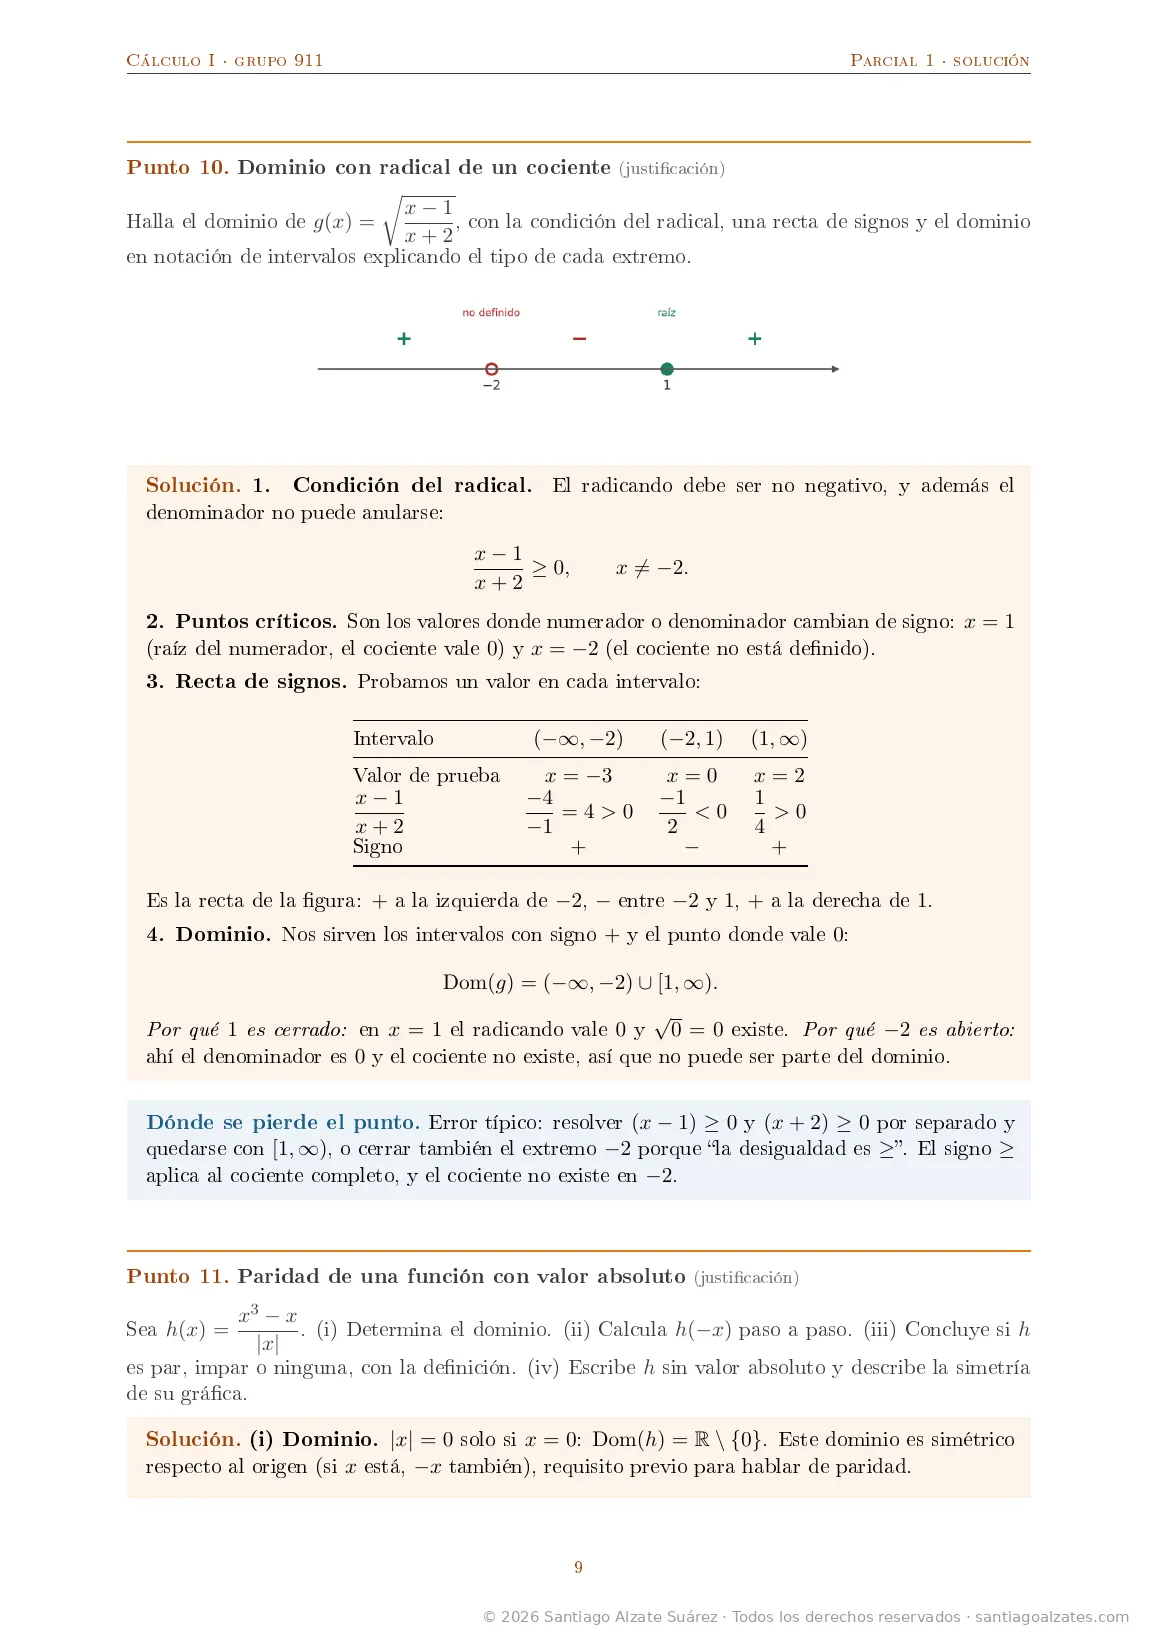 Cálculo I · grupo 911 Parcial 1 · solución
Punto 10. Dominio con radical de un cociente (justificación)
Halla el dominio de g(x) = √((x − 1)/(x + 2)), con la condición del radical, una recta de signos y el dominio
en notación de intervalos explicando el tipo de cada extremo.
no definido raíz
+ − +
−2 1
Solución. 1. Condición del radical. El radicando debe ser no negativo, y además el
denominador no puede anularse:
(x − 1)/(x + 2) ≥ 0, x ≠ −2.
2. Puntos críticos. Son los valores donde numerador o denominador cambian de signo: x = 1
(raíz del numerador, el cociente vale 0) y x = −2 (el cociente no está definido).
3. Recta de signos. Probamos un valor en cada intervalo:
Intervalo (−∞, −2) (−2, 1) (1, ∞)
Valor de prueba x = −3 x = 0 x = 2
(x − 1)/(x + 2) −4/−1 = 4 > 0 −1/2 < 0 1/4 > 0
Signo + − +
Es la recta de la figura: + a la izquierda de −2, − entre −2 y 1, + a la derecha de 1.
4. Dominio. Nos sirven los intervalos con signo + y el punto donde vale 0:
Dom(g) = (−∞, −2) ∪ [1, ∞).
Por qué 1 es cerrado: en x = 1 el radicando vale 0 y √0 = 0 existe. Por qué −2 es abierto:
ahí el denominador es 0 y el cociente no existe, así que no puede ser parte del dominio.
Dónde se pierde el punto. Error típico: resolver (x − 1) ≥ 0 y (x + 2) ≥ 0 por separado y
quedarse con [1, ∞), o cerrar también el extremo −2 porque “la desigualdad es ≥”. El signo ≥
aplica al cociente completo, y el cociente no existe en −2.
Punto 11. Paridad de una función con valor absoluto (justificación)
Sea h(x) = (x³ − x)/|x|. (i) Determina el dominio. (ii) Calcula h(−x) paso a paso. (iii) Concluye si h
es par, impar o ninguna, con la definición. (iv) Escribe h sin valor absoluto y describe la simetría
de su gráfica.
Solución. (i) Dominio. |x| = 0 solo si x = 0: Dom(h) = ℝ \ {0}. Este dominio es simétrico
respecto al origen (si x está, −x también), requisito previo para hablar de paridad.
9
© 2026 Santiago Alzate Suárez · Todos los derechos reservados · santiagoalzates.com